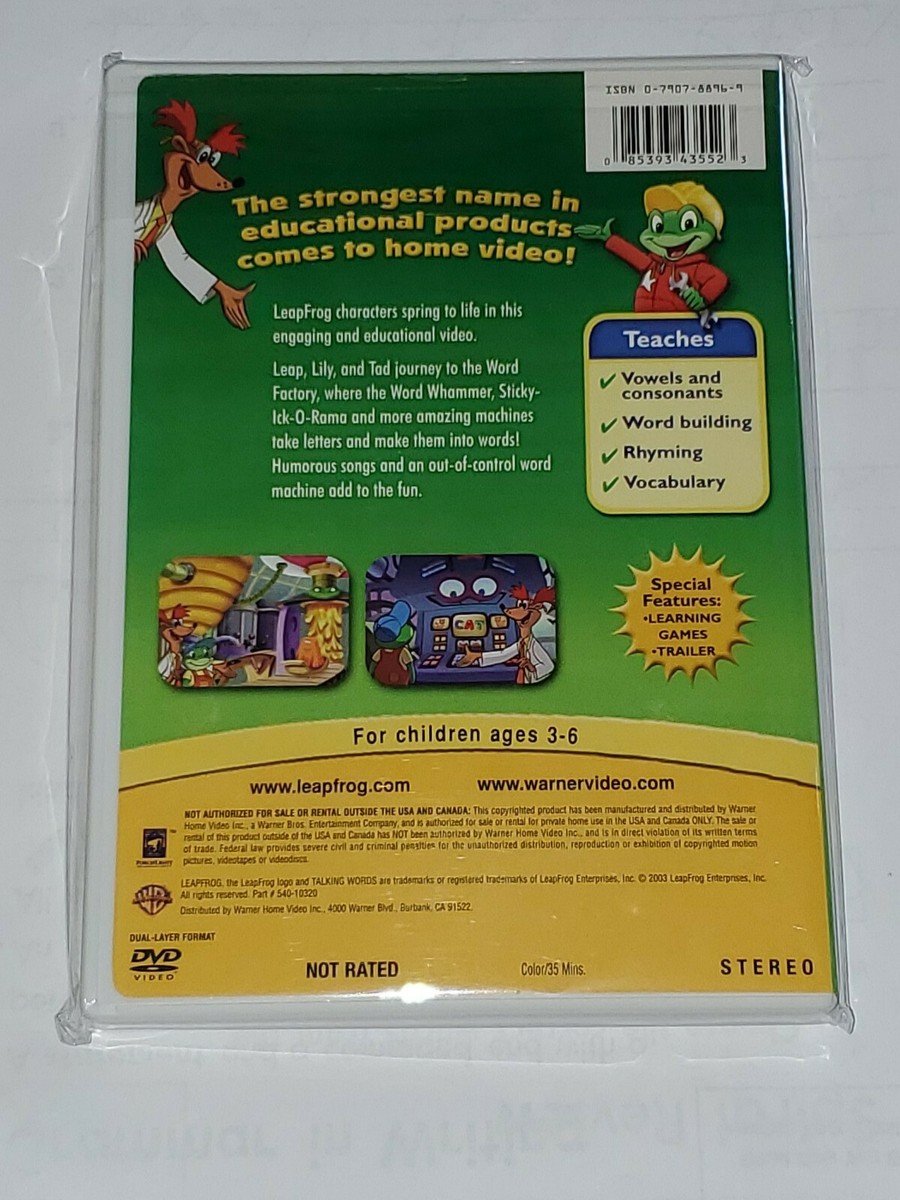 ISBN 0-7907-8896-9
0 85393 43552 3
The strongest name in
educational products
comes to home video!
LeapFrog characters spring to life in this
engaging and educational video.
Leap, Lily, and Tad journey to the Word
Factory, where the Word Whammer, Sticky-
Ick-O-Rama and more amazing machines
take letters and make them into words!
Humorous songs and an out-of-control word
machine add to the fun.
Teaches
✓ Vowels and
consonants
✓ Word building
✓ Rhyming
✓ Vocabulary
CAT
Special
Features:
•LEARNING
GAMES
•TRAILER
For children ages 3-6
www.leapfrog.com www.warnervideo.com
NOT AUTHORIZED FOR SALE OR RENTAL OUTSIDE THE USA AND CANADA: This copyrighted product has been manufactured and distributed by Warner
Home Video Inc., a Warner Bros. Entertainment Company, and is authorized for sale or rental for private home use in the USA and Canada ONLY. The sale or
rental of this product outside of the USA and Canada has NOT been authorized by Warner Home Video Inc., and is in direct violation of its written terms
of trade. Federal law provides severe civil and criminal penalties for the unauthorized distribution, reproduction or exhibition of copyrighted motion
pictures, videotapes or videodiscs.
LEAPFROG, the LeapFrog logo and TALKING WORDS are trademarks or registered trademarks of LeapFrog Enterprises, Inc. © 2003 LeapFrog Enterprises, Inc.
All rights reserved. Part # 540-10320
Distributed by Warner Home Video Inc., 4000 Warner Blvd., Burbank, CA 91522.
DUAL-LAYER FORMAT
DVD
VIDEO
NOT RATED Color/35 Mins. STEREO
Grammar in Writing